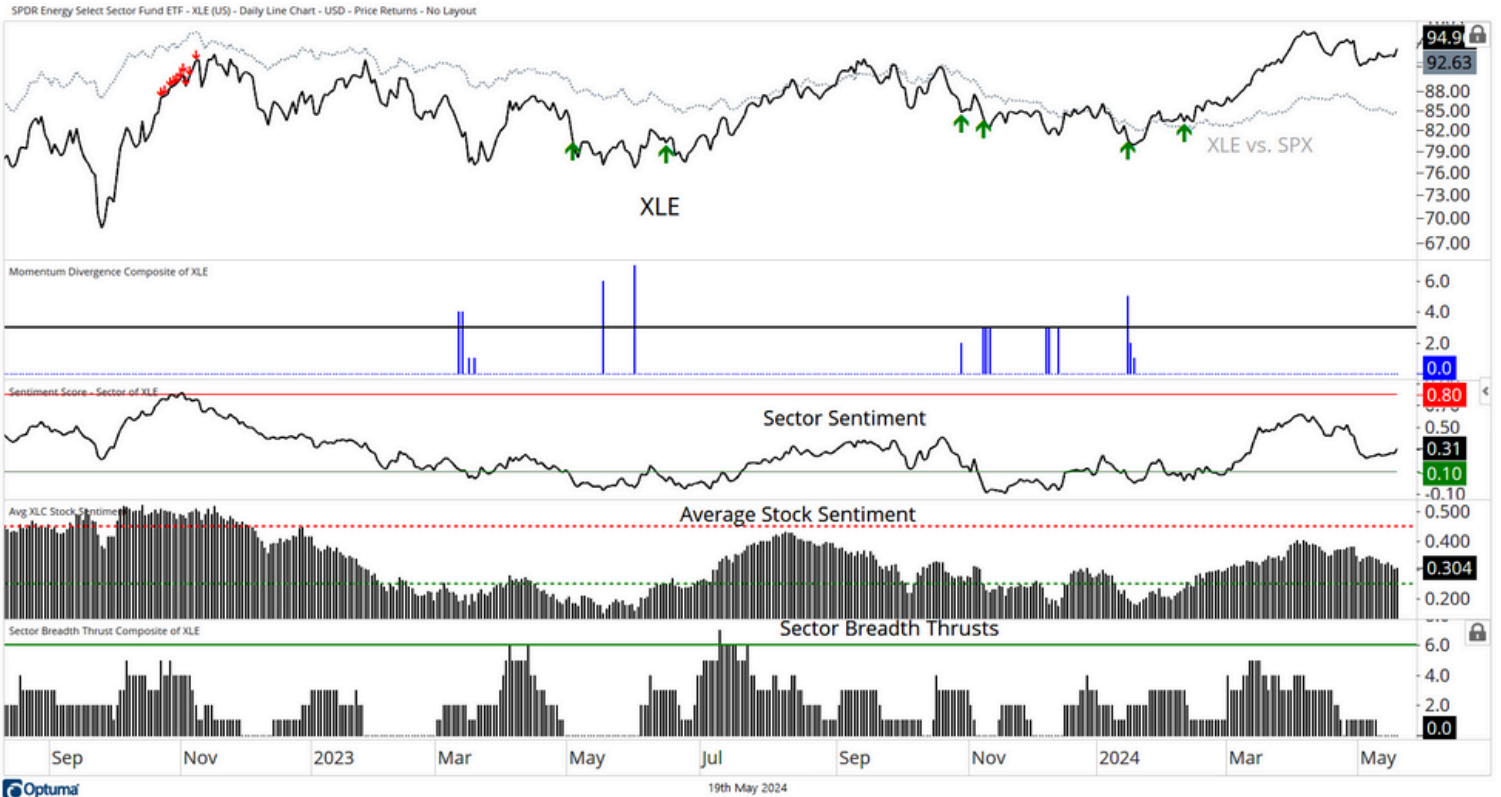 SPDR Energy Select Sector Fund ETF - XLE (US) - Daily Line Chart - USD - Price Returns - No Layout
94.90
92.63
88.00
85.00
82.00
79.00
76.00
73.00
70.00
67.00
XLE vs. SPX
XLE
Momentum Divergence Composite of XLE
6.0
4.0
2.0
0.0
Sentiment Score - Sector of XLE
0.80
Sector Sentiment
0.50
0.31
0.10
-0.10
Avg XLC Stock Sentiment
Average Stock Sentiment
0.500
0.400
0.304
0.200
Sector Breadth Thrust Composite of XLE
Sector Breadth Thrusts
6.0
4.0
2.0
0.0
Sep Nov 2023 Mar May Jul Sep Nov 2024 Mar May
Optuma
19th May 2024